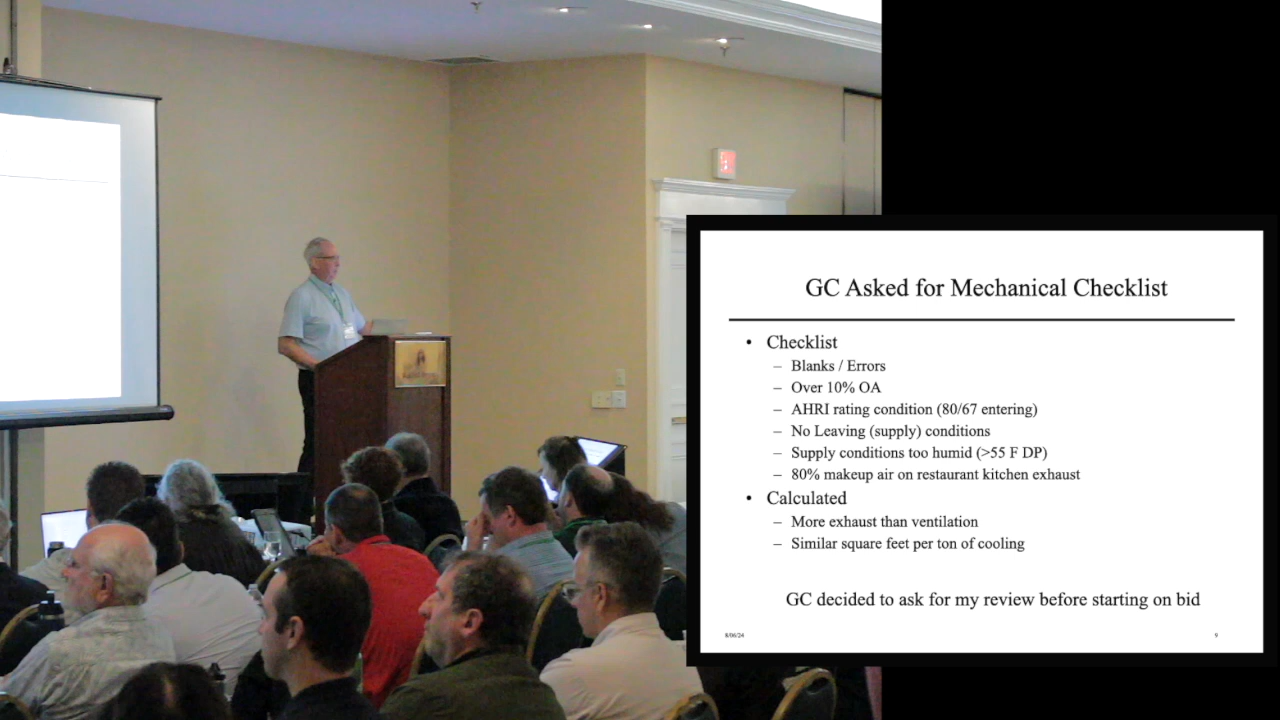 GC Asked for Mechanical Checklist
• Checklist
– Blanks / Errors
– Over 10% OA
– AHRI rating condition (80/67 entering)
– No Leaving (supply) conditions
– Supply conditions too humid (>55 F DP)
– 80% makeup air on restaurant kitchen exhaust
• Calculated
– More exhaust than ventilation
– Similar square feet per ton of cooling
GC decided to ask for my review before starting on bid
8/06/24
9